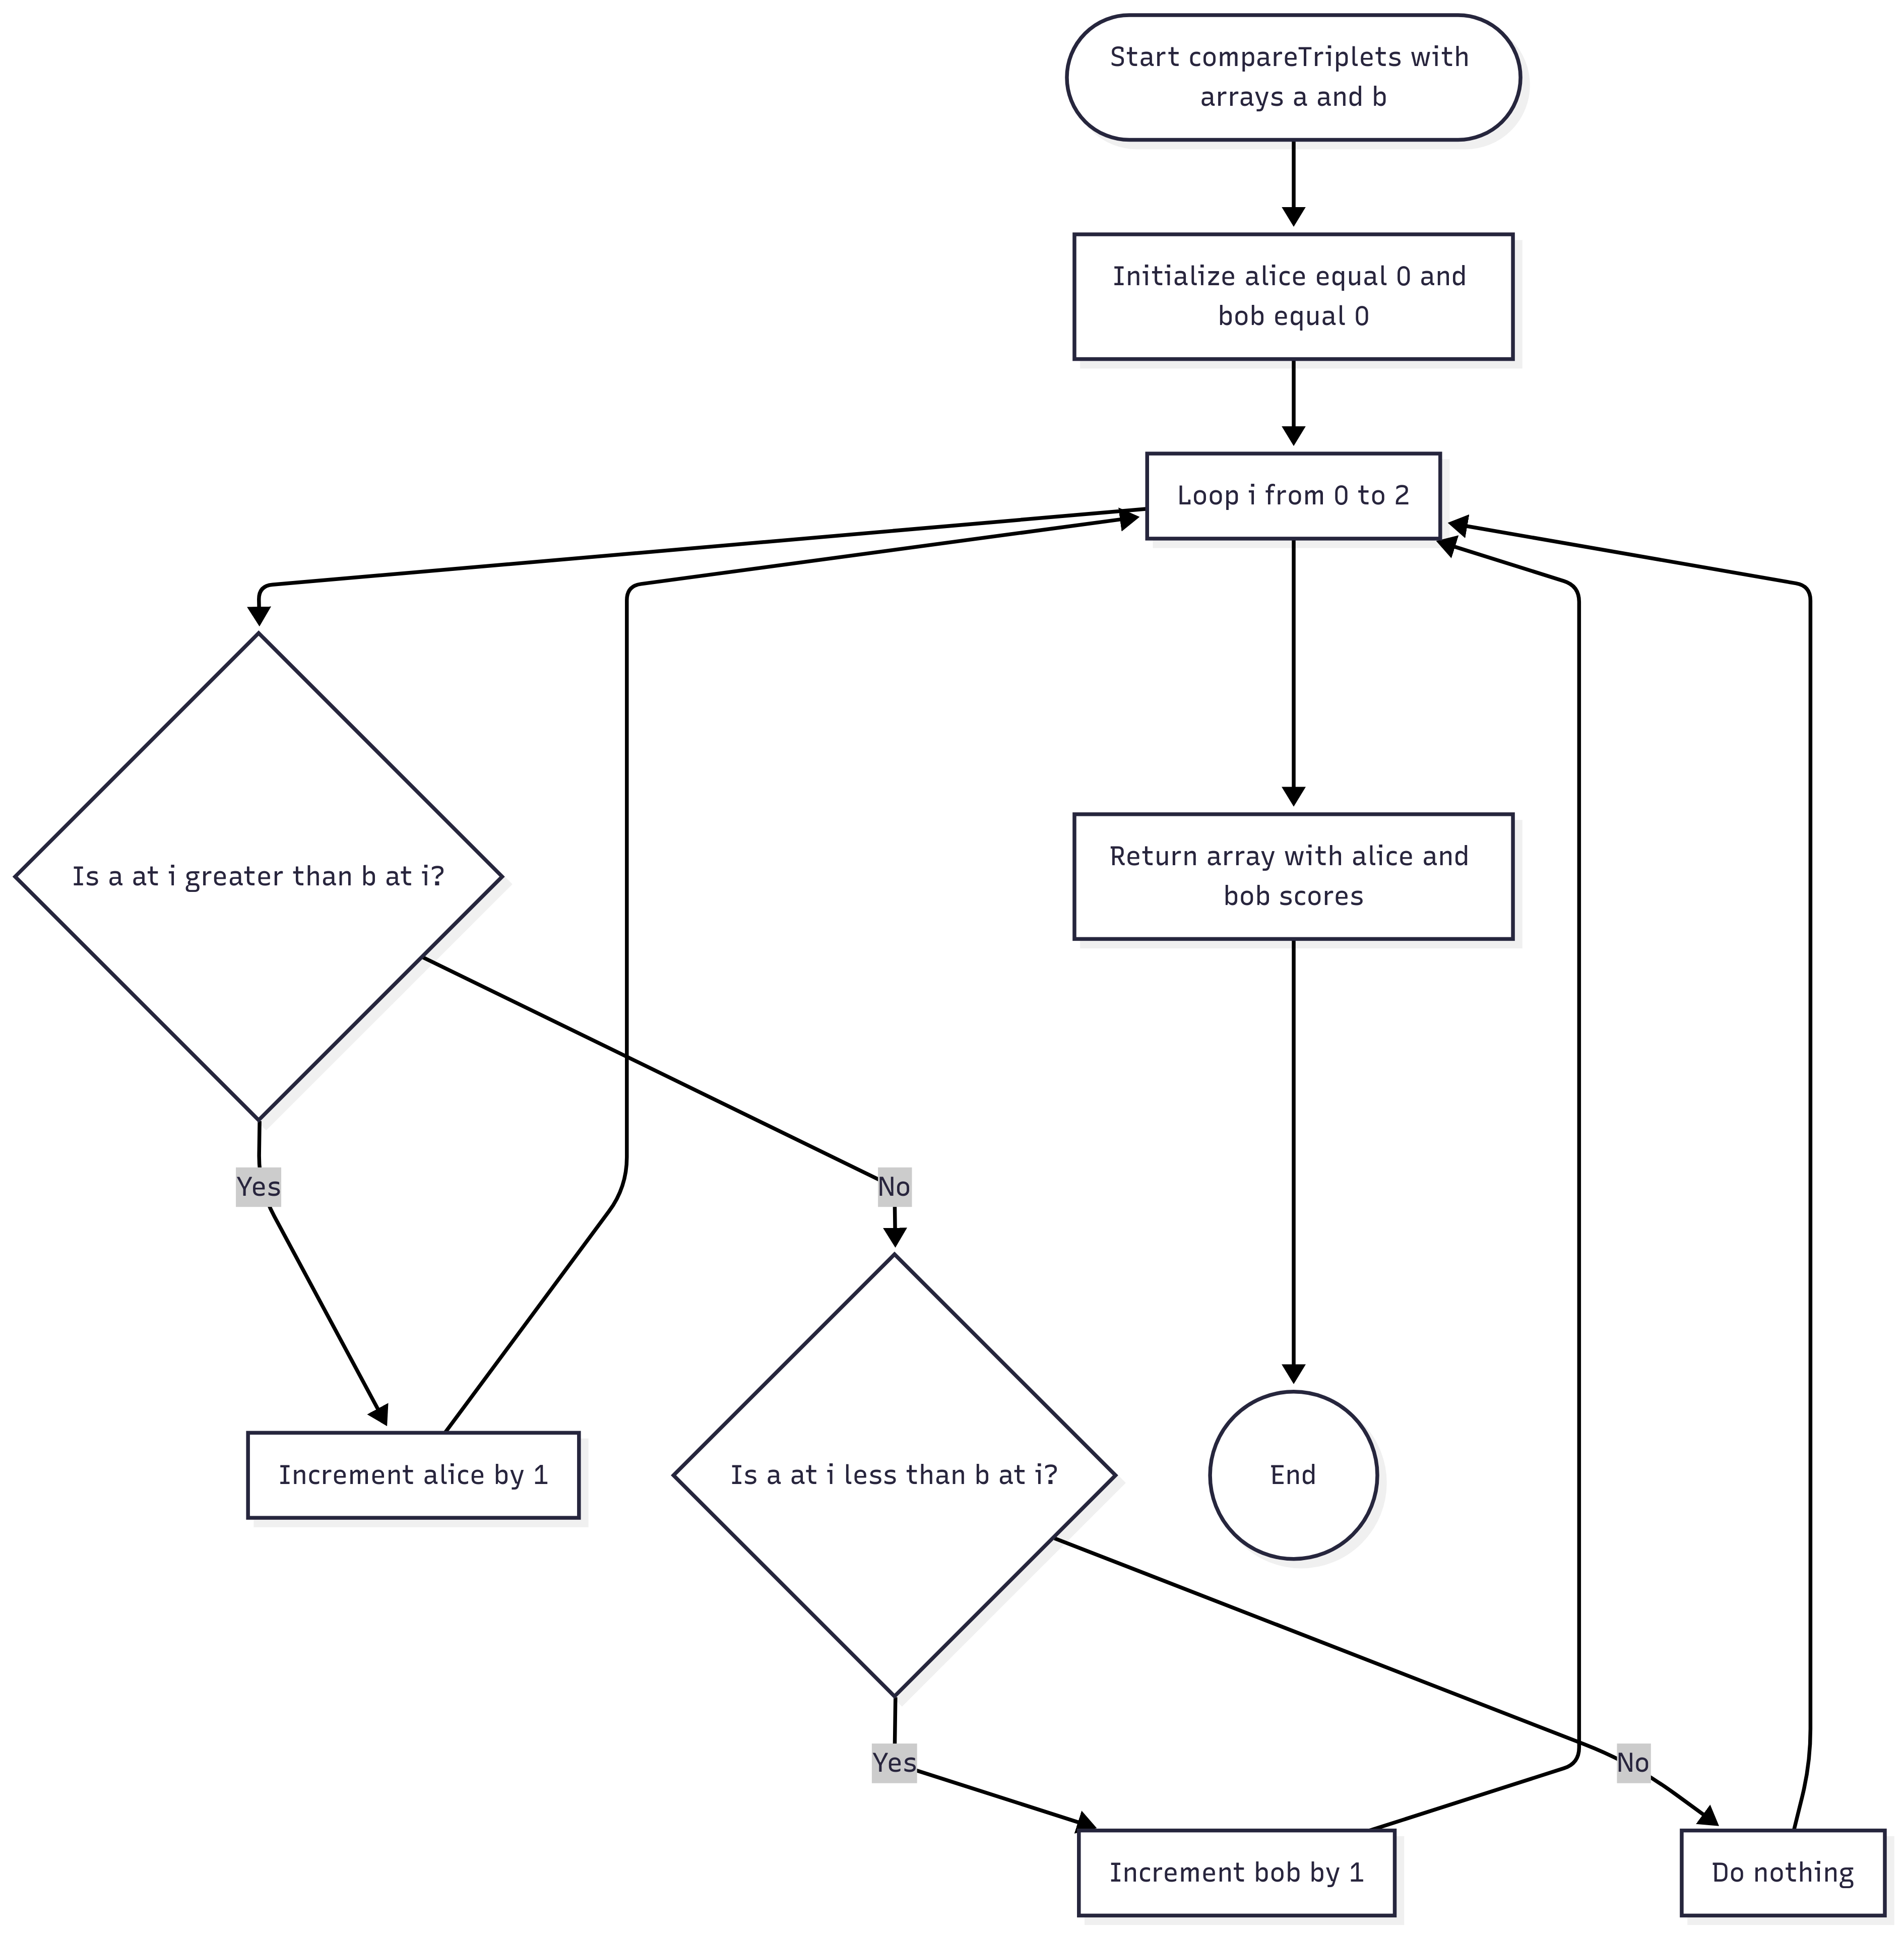 Start compareTriplets with
arrays a and b
Initialize alice equal 0 and
bob equal 0
Loop i from 0 to 2
Is a at i greater than b at i?
Return array with alice and
bob scores
Yes
No
Increment alice by 1
Is a at i less than b at i?
End
Yes
No
Increment bob by 1
Do nothing